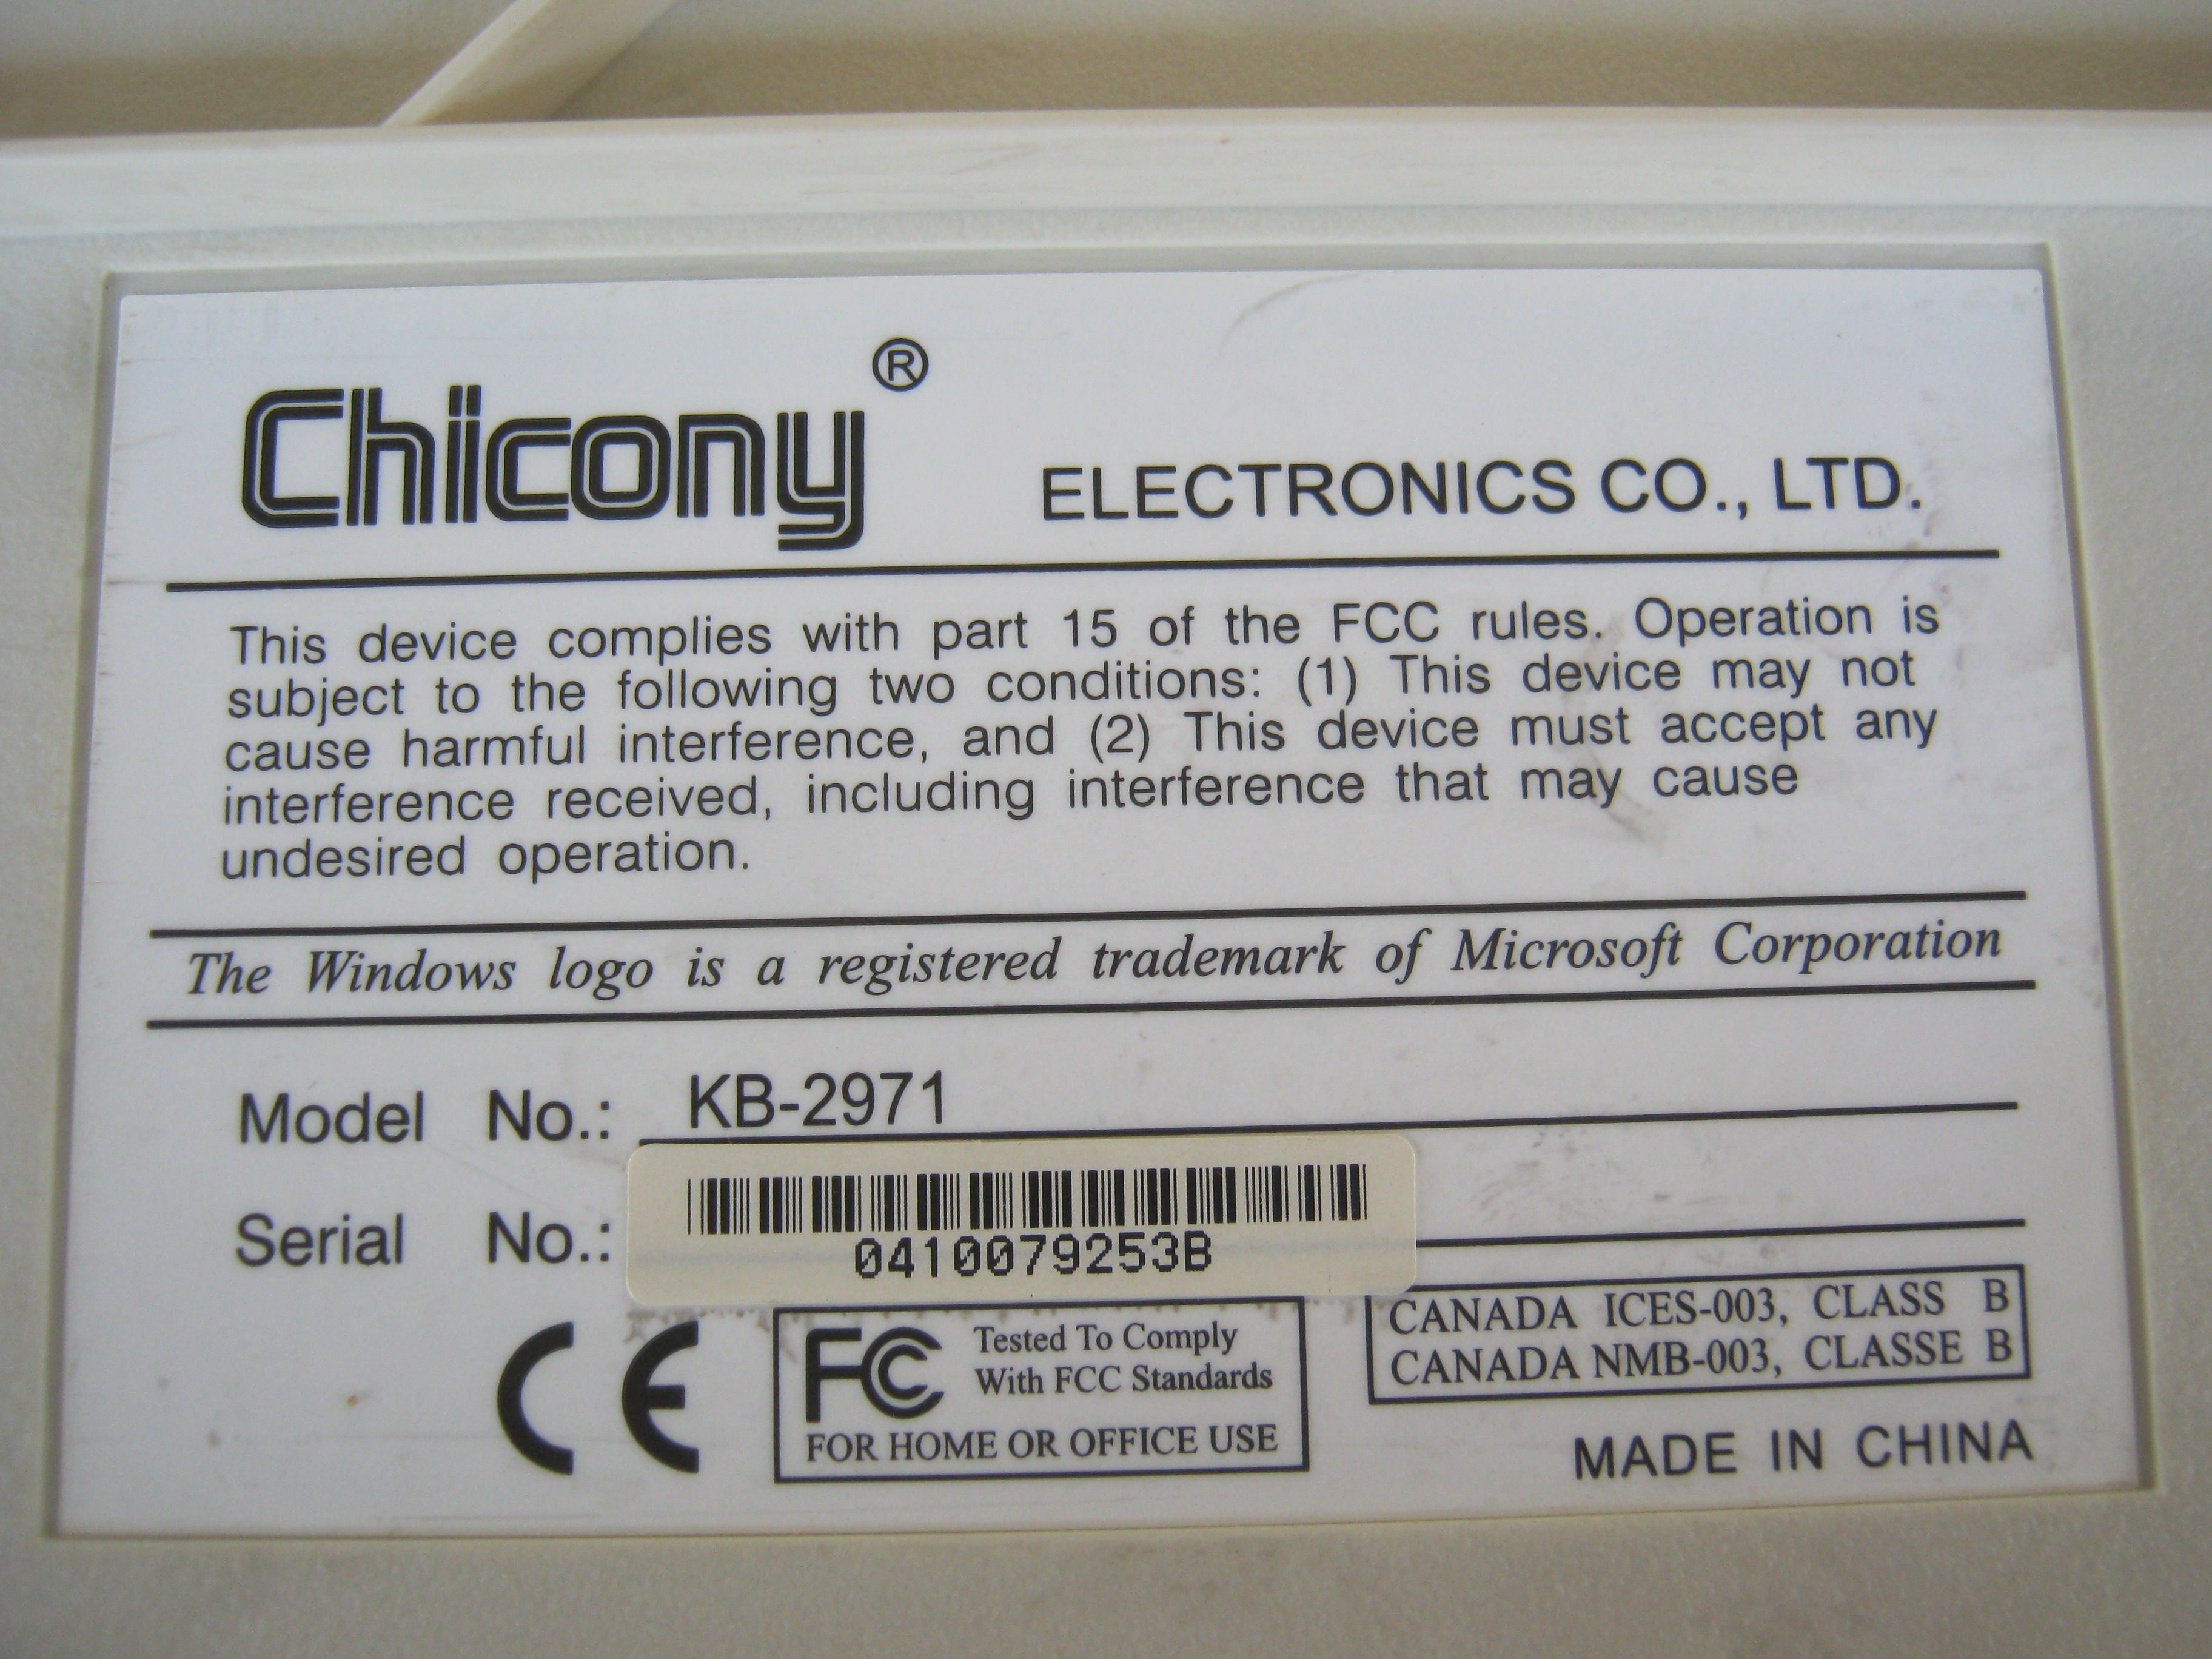 Chicony® ELECTRONICS CO., LTD.
This device complies with part 15 of the FCC rules. Operation is
subject to the following two conditions: (1) This device may not
cause harmful interference, and (2) This device must accept any
interference received, including interference that may cause
undesired operation.
The Windows logo is a registered trademark of Microsoft Corporation
Model No.: KB-2971
Serial No.: 0410079253B
CE
FC Tested To Comply
With FCC Standards
FOR HOME OR OFFICE USE
CANADA ICES-003, CLASS B
CANADA NMB-003, CLASSE B
MADE IN CHINA